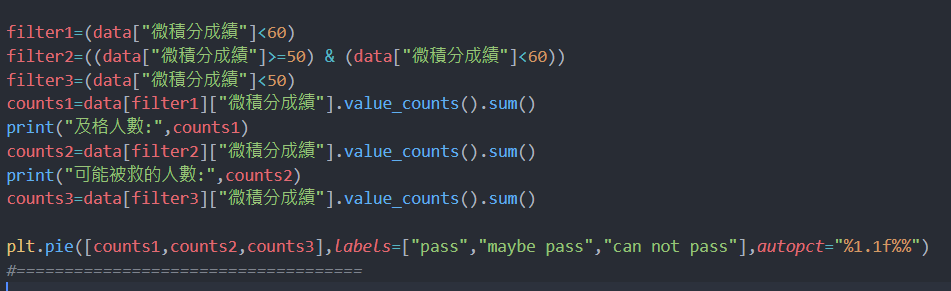 filter1=(data["微積分成績"]<60)
filter2=((data["微積分成績"]>=50) & (data["微積分成績"]<60))
filter3=(data["微積分成績"]<50)
counts1=data[filter1]["微積分成績"].value_counts().sum()
print("及格人數:",counts1)
counts2=data[filter2]["微積分成績"].value_counts().sum()
print("可能被救的人數:",counts2)
counts3=data[filter3]["微積分成績"].value_counts().sum()
plt.pie([counts1,counts2,counts3],labels=["pass","maybe pass","can not pass"],autopct="%1.1f%%")
#====================================